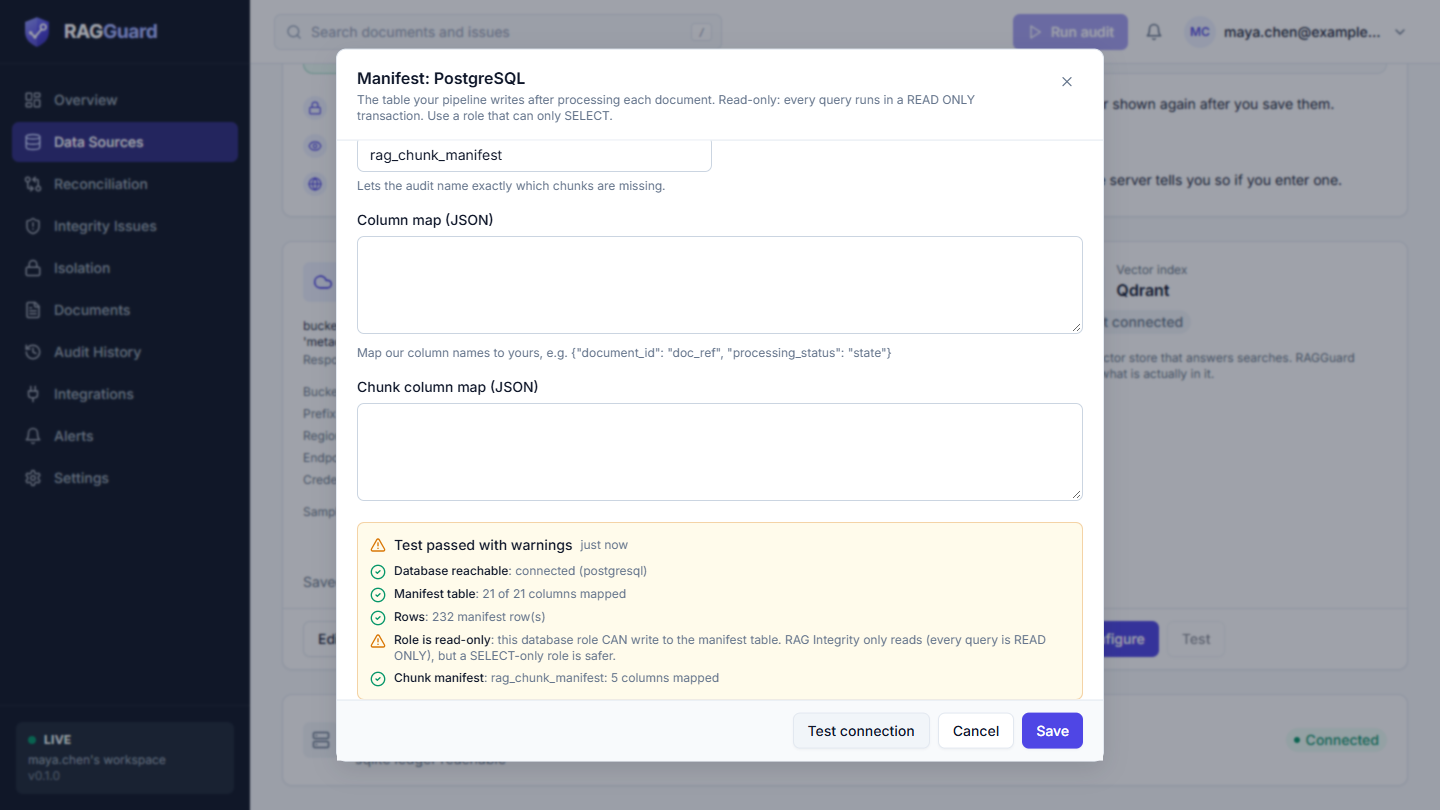 RAGGuard
Search documents and issues
/
Run audit
MC
maya.chen@example...
Overview
Data Sources
Reconciliation
Integrity Issues
Isolation
Documents
Audit History
Integrations
Alerts
Settings
LIVE
maya.chen's workspace
v0.1.0
Manifest: PostgreSQL
The table your pipeline writes after processing each document. Read-only: every query runs in a READ ONLY
transaction. Use a role that can only SELECT.
rag_chunk_manifest
Lets the audit name exactly which chunks are missing.
Column map (JSON)
Map our column names to yours, e.g. {"document_id": "doc_ref", "processing_status": "state"}
Chunk column map (JSON)
Test passed with warnings just now
Database reachable: connected (postgresql)
Manifest table: 21 of 21 columns mapped
Rows: 232 manifest row(s)
Role is read-only: this database role CAN write to the manifest table. RAG Integrity only reads (every query is READ
ONLY), but a SELECT-only role is safer.
Chunk manifest: rag_chunk_manifest: 5 columns mapped
Test connection
Cancel
Save
shown again after you save them.
server tells you so if you enter one.
Vector index
Qdrant
connected
store that answers searches. RAGGuard
what is actually in it.
Test
Connected